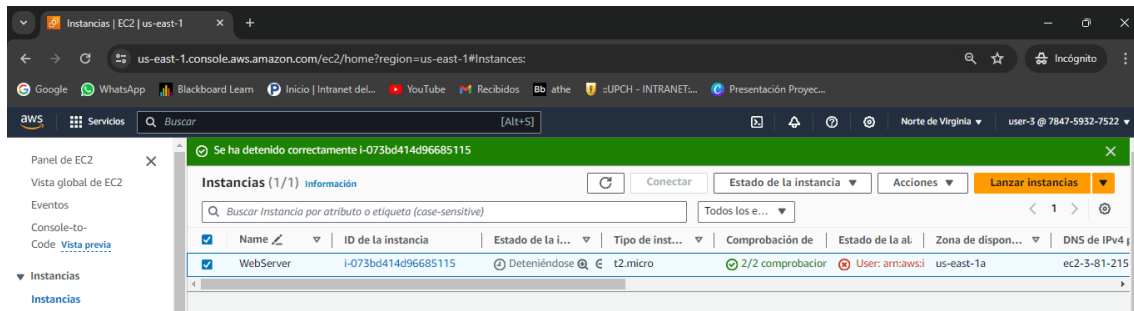 Instancias | EC2 | us-east-1
us-east-1.console.aws.amazon.com/ec2/home?region=us-east-1#Instances:
Incógnito
Google WhatsApp Blackboard Learn Inicio | Intranet del... YouTube Recibidos Bb athe ::UPCH - INTRANET:... Presentación Proyec...
aws Servicios Buscar [Alt+S] Norte de Virginia user-3 @ 7847-5932-7522
Panel de EC2
Vista global de EC2
Eventos
Console-to-
Code Vista previa
Instancias
Instancias
Se ha detenido correctamente i-073bd414d96685115
Instancias (1/1) Información Conectar Estado de la instancia Acciones Lanzar instancias
Buscar Instancia por atributo o etiqueta (case-sensitive) Todos los e... 1
Name ID de la instancia Estado de la i... Tipo de inst... Comprobación de Estado de la al Zona de dispon... DNS de IPv4
WebServer i-073bd414d96685115 Deteniéndose t2.micro 2/2 comprobacior User: arn:aws:i us-east-1a ec2-3-81-215